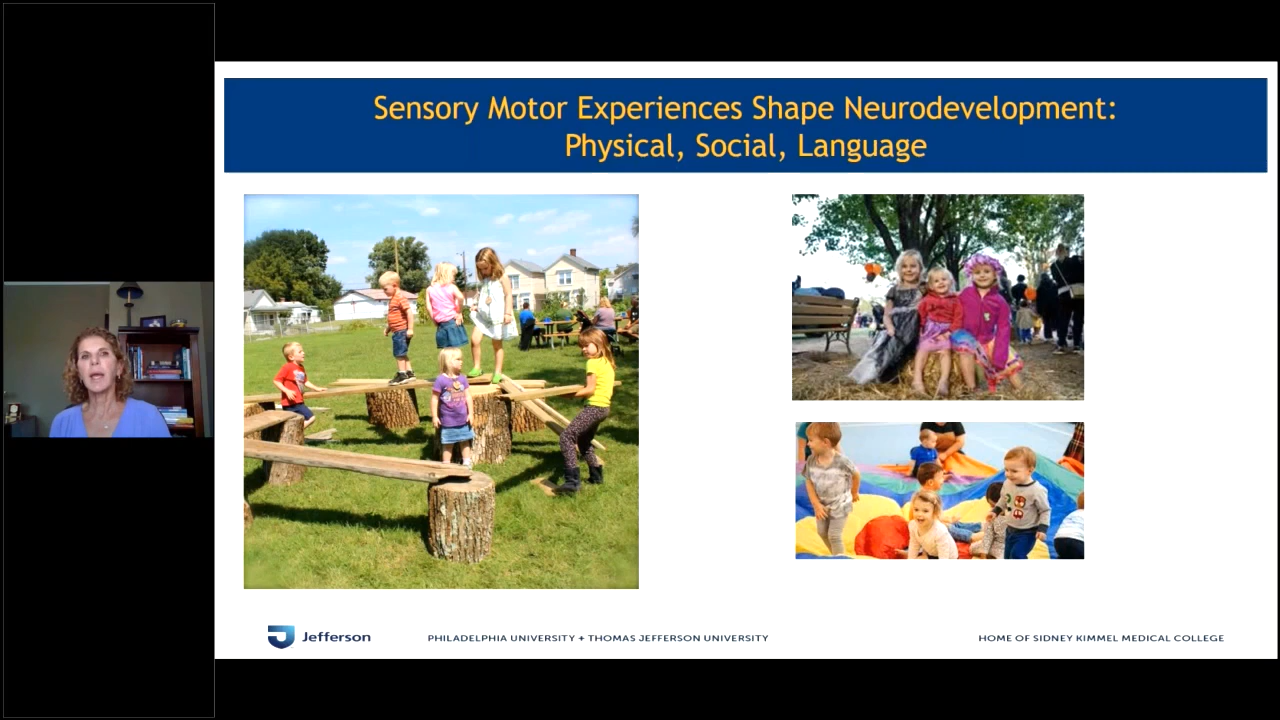 Sensory Motor Experiences Shape Neurodevelopment:
Physical, Social, Language
Jefferson
PHILADELPHIA UNIVERSITY + THOMAS JEFFERSON UNIVERSITY
HOME OF SIDNEY KIMMEL MEDICAL COLLEGE